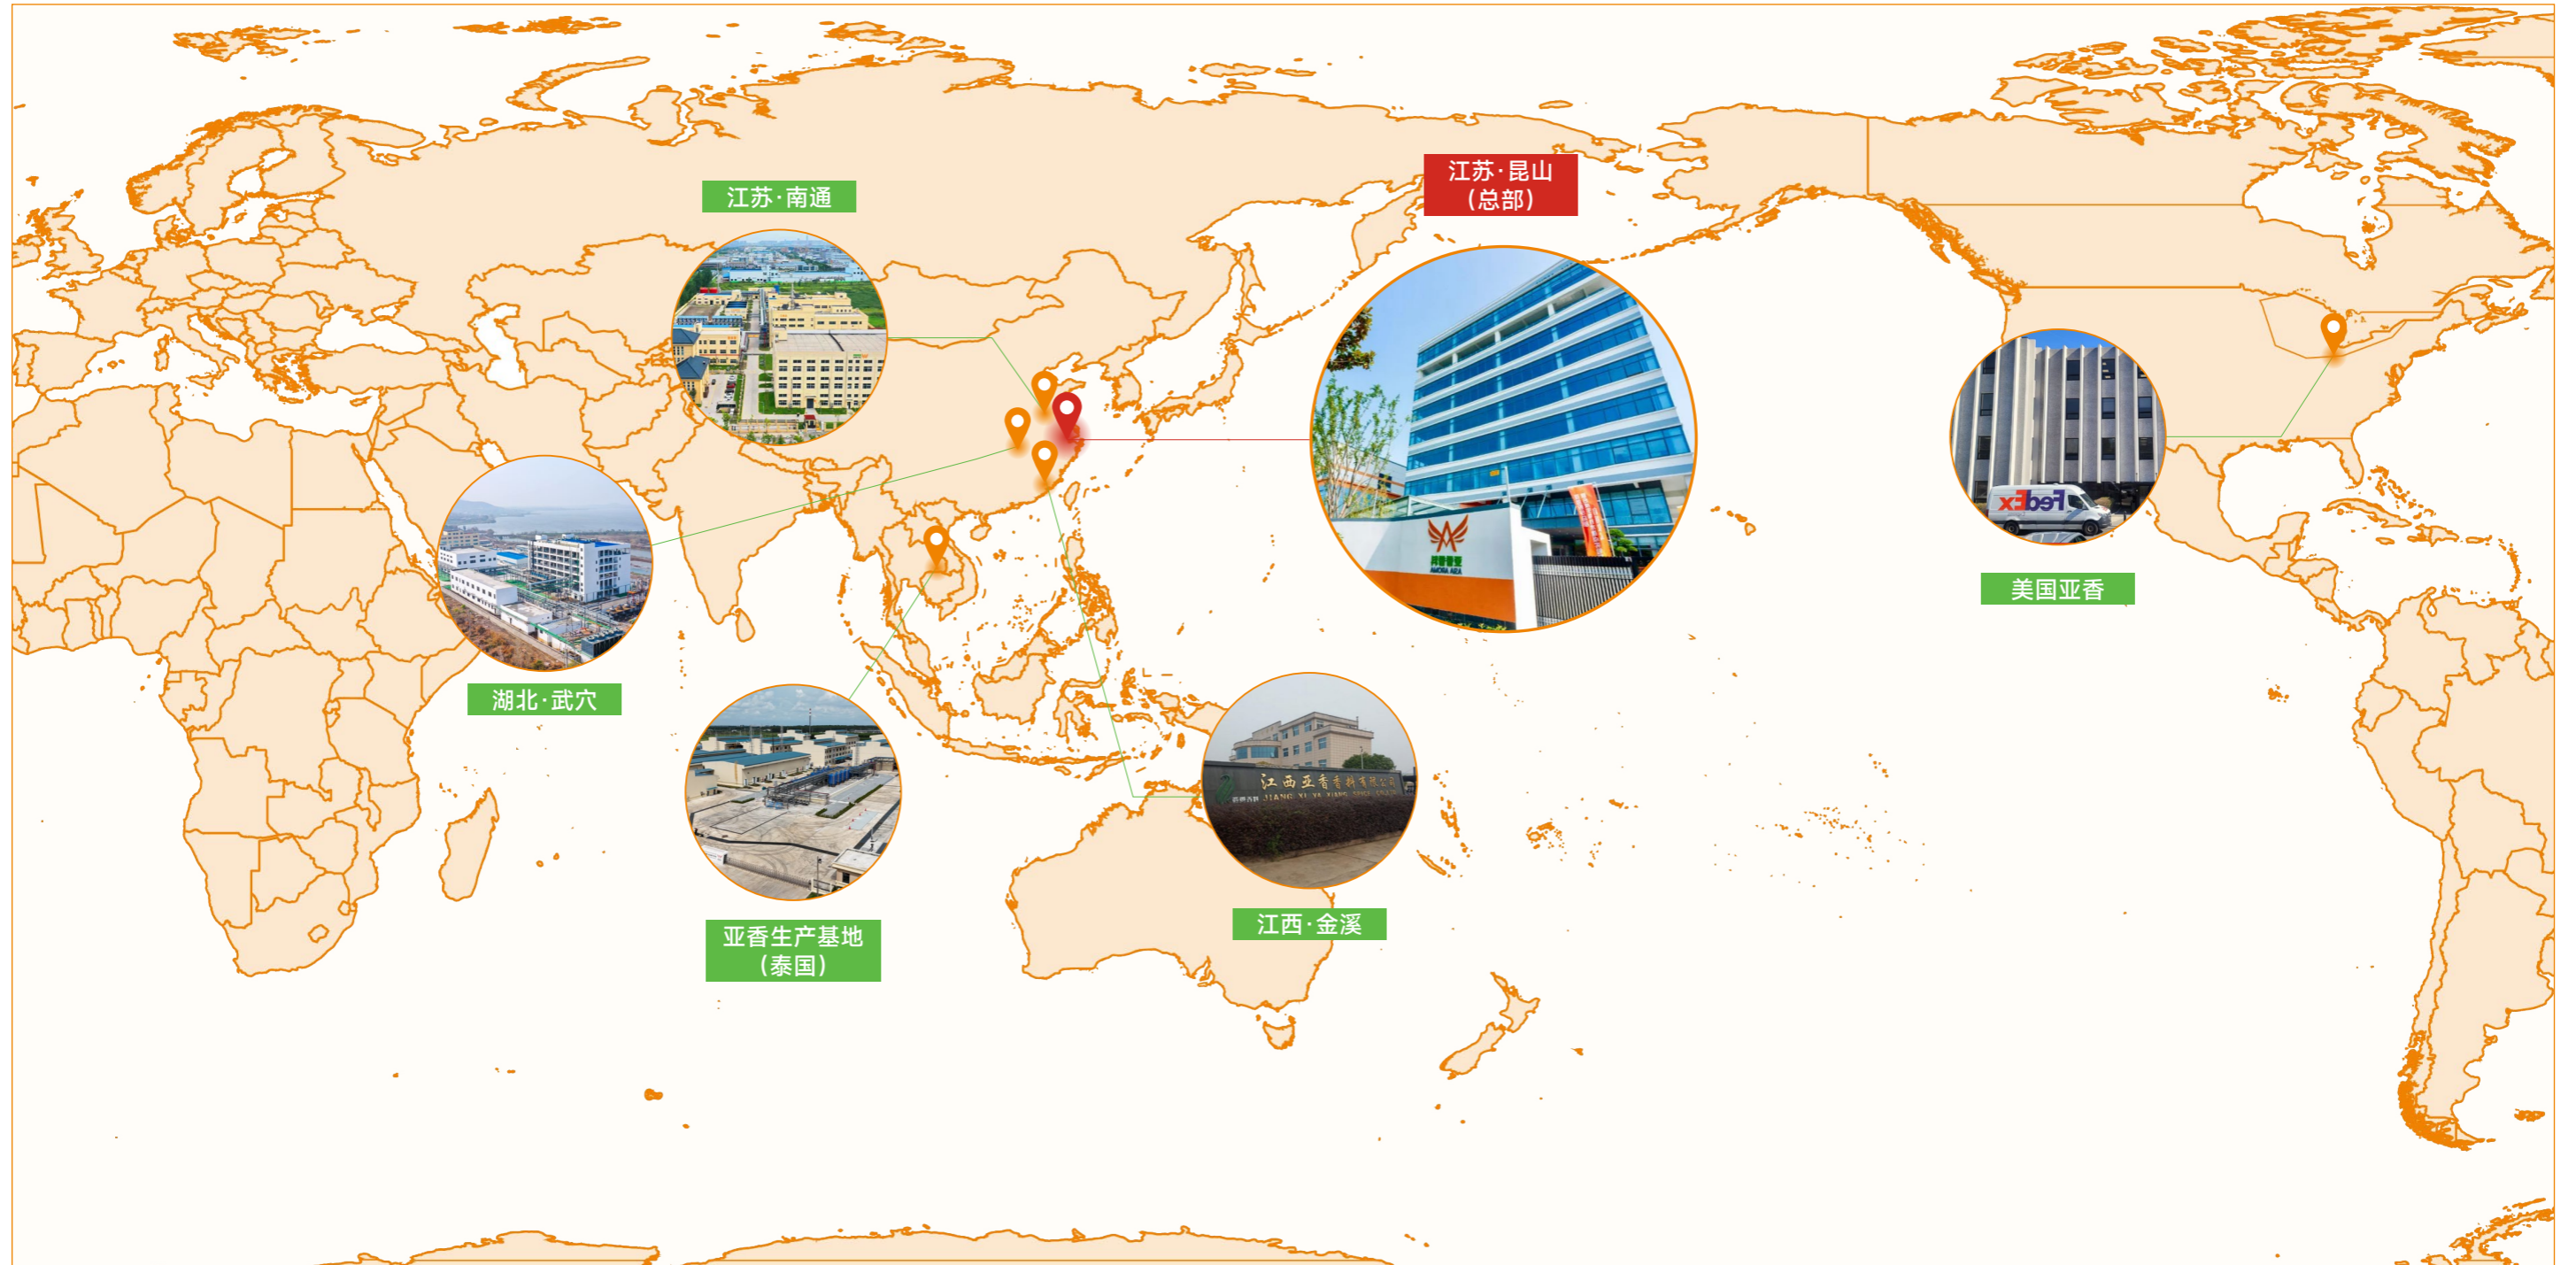 江苏·昆山
(总部)
江苏·南通
FedEx
美国亚香
湖北·武穴
江西亚香香料有限公司
亚香生产基地
(泰国)
江西·金溪